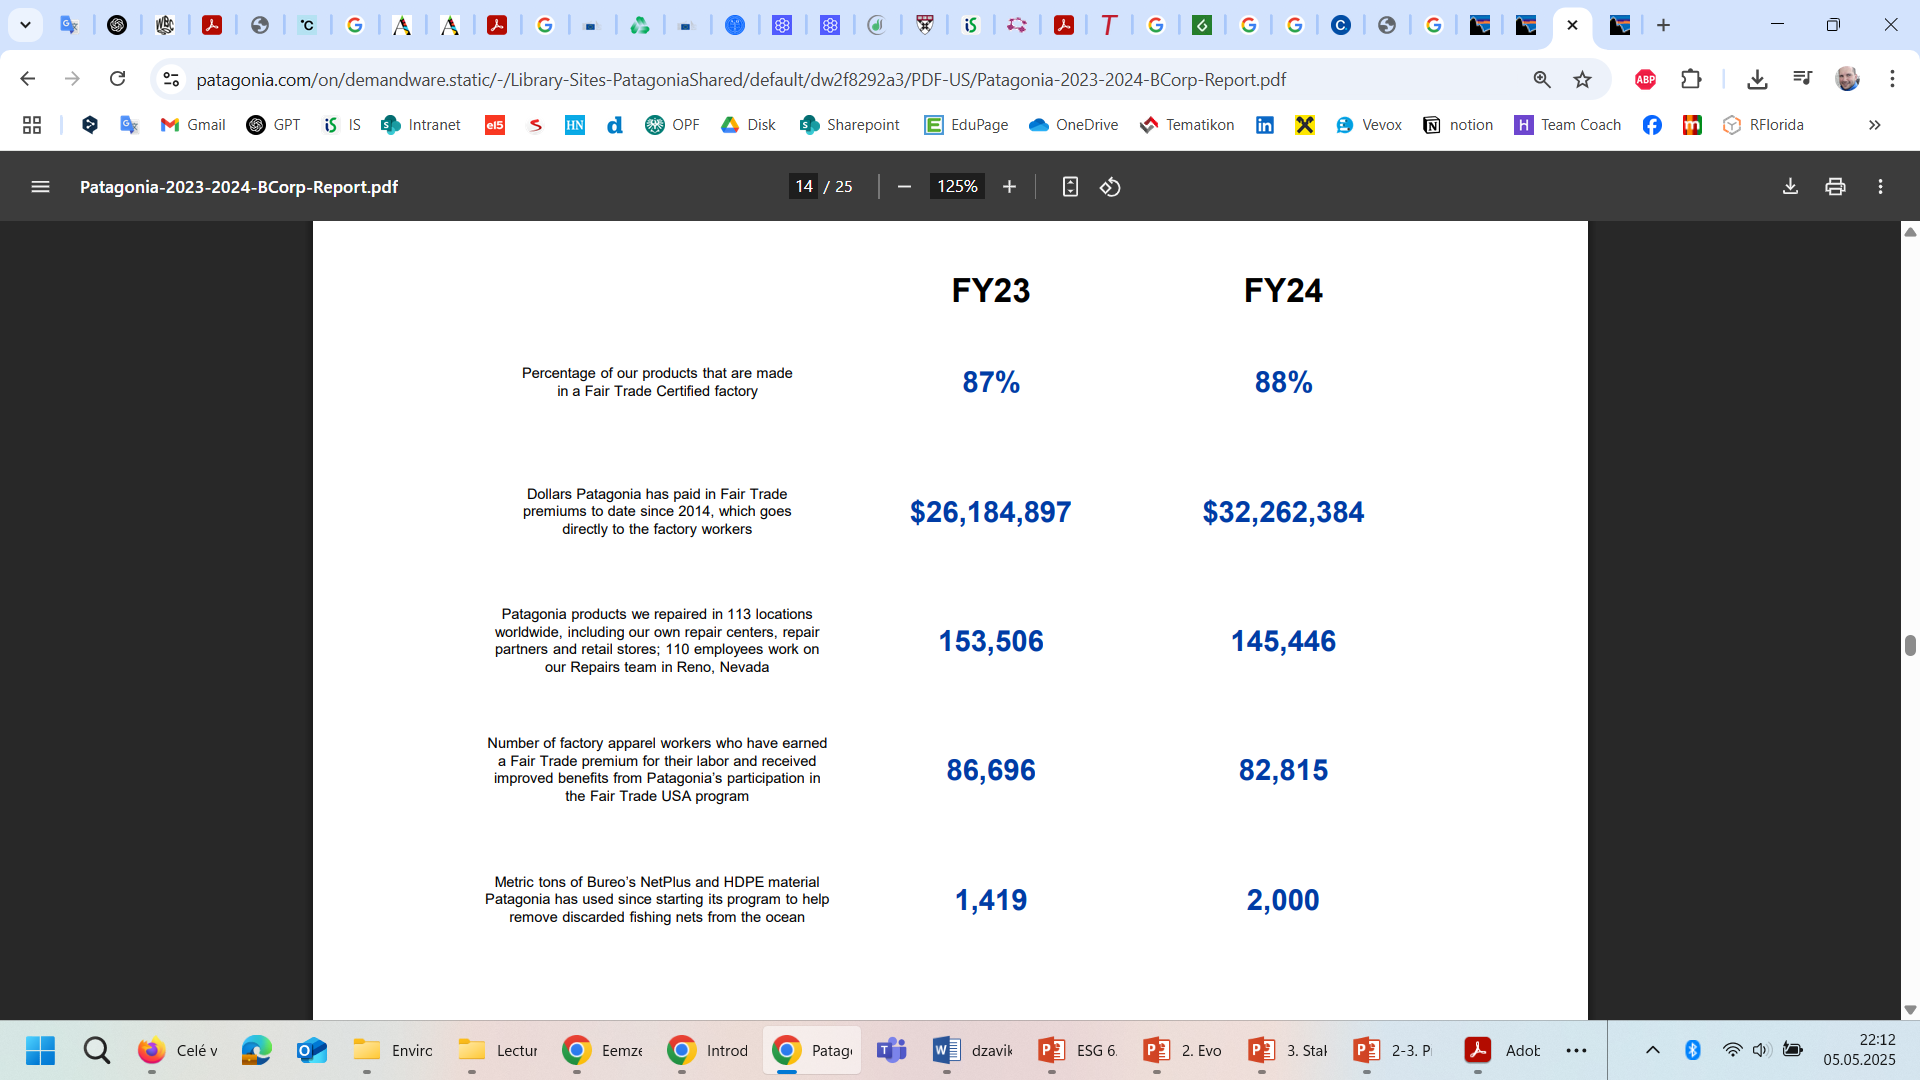 patagonia.com/on/demandware.static/-/Library-Sites-PatagoniaShared/default/dw2f8292a3/PDF-US/Patagonia-2023-2024-BCorp-Report.pdf
Gmail GPT IS Intranet OPF Disk Sharepoint EduPage OneDrive Tematikon Vevox notion Team Coach RFlorida
Patagonia-2023-2024-BCorp-Report.pdf 14 / 25 125%
FY23 FY24
Percentage of our products that are made
in a Fair Trade Certified factory
87% 88%
Dollars Patagonia has paid in Fair Trade
premiums to date since 2014, which goes
directly to the factory workers
$26,184,897 $32,262,384
Patagonia products we repaired in 113 locations
worldwide, including our own repair centers, repair
partners and retail stores; 110 employees work on
our Repairs team in Reno, Nevada
153,506 145,446
Number of factory apparel workers who have earned
a Fair Trade premium for their labor and received
improved benefits from Patagonia's participation in
the Fair Trade USA program
86,696 82,815
Metric tons of Bureo's NetPlus and HDPE material
Patagonia has used since starting its program to help
remove discarded fishing nets from the ocean
1,419 2,000
Celé v Enviro Lectur Eemze Introd Patago dzavik ESG 6. 2. Evo 3. Stak 2-3. Pi Adob
22:12
05.05.2025